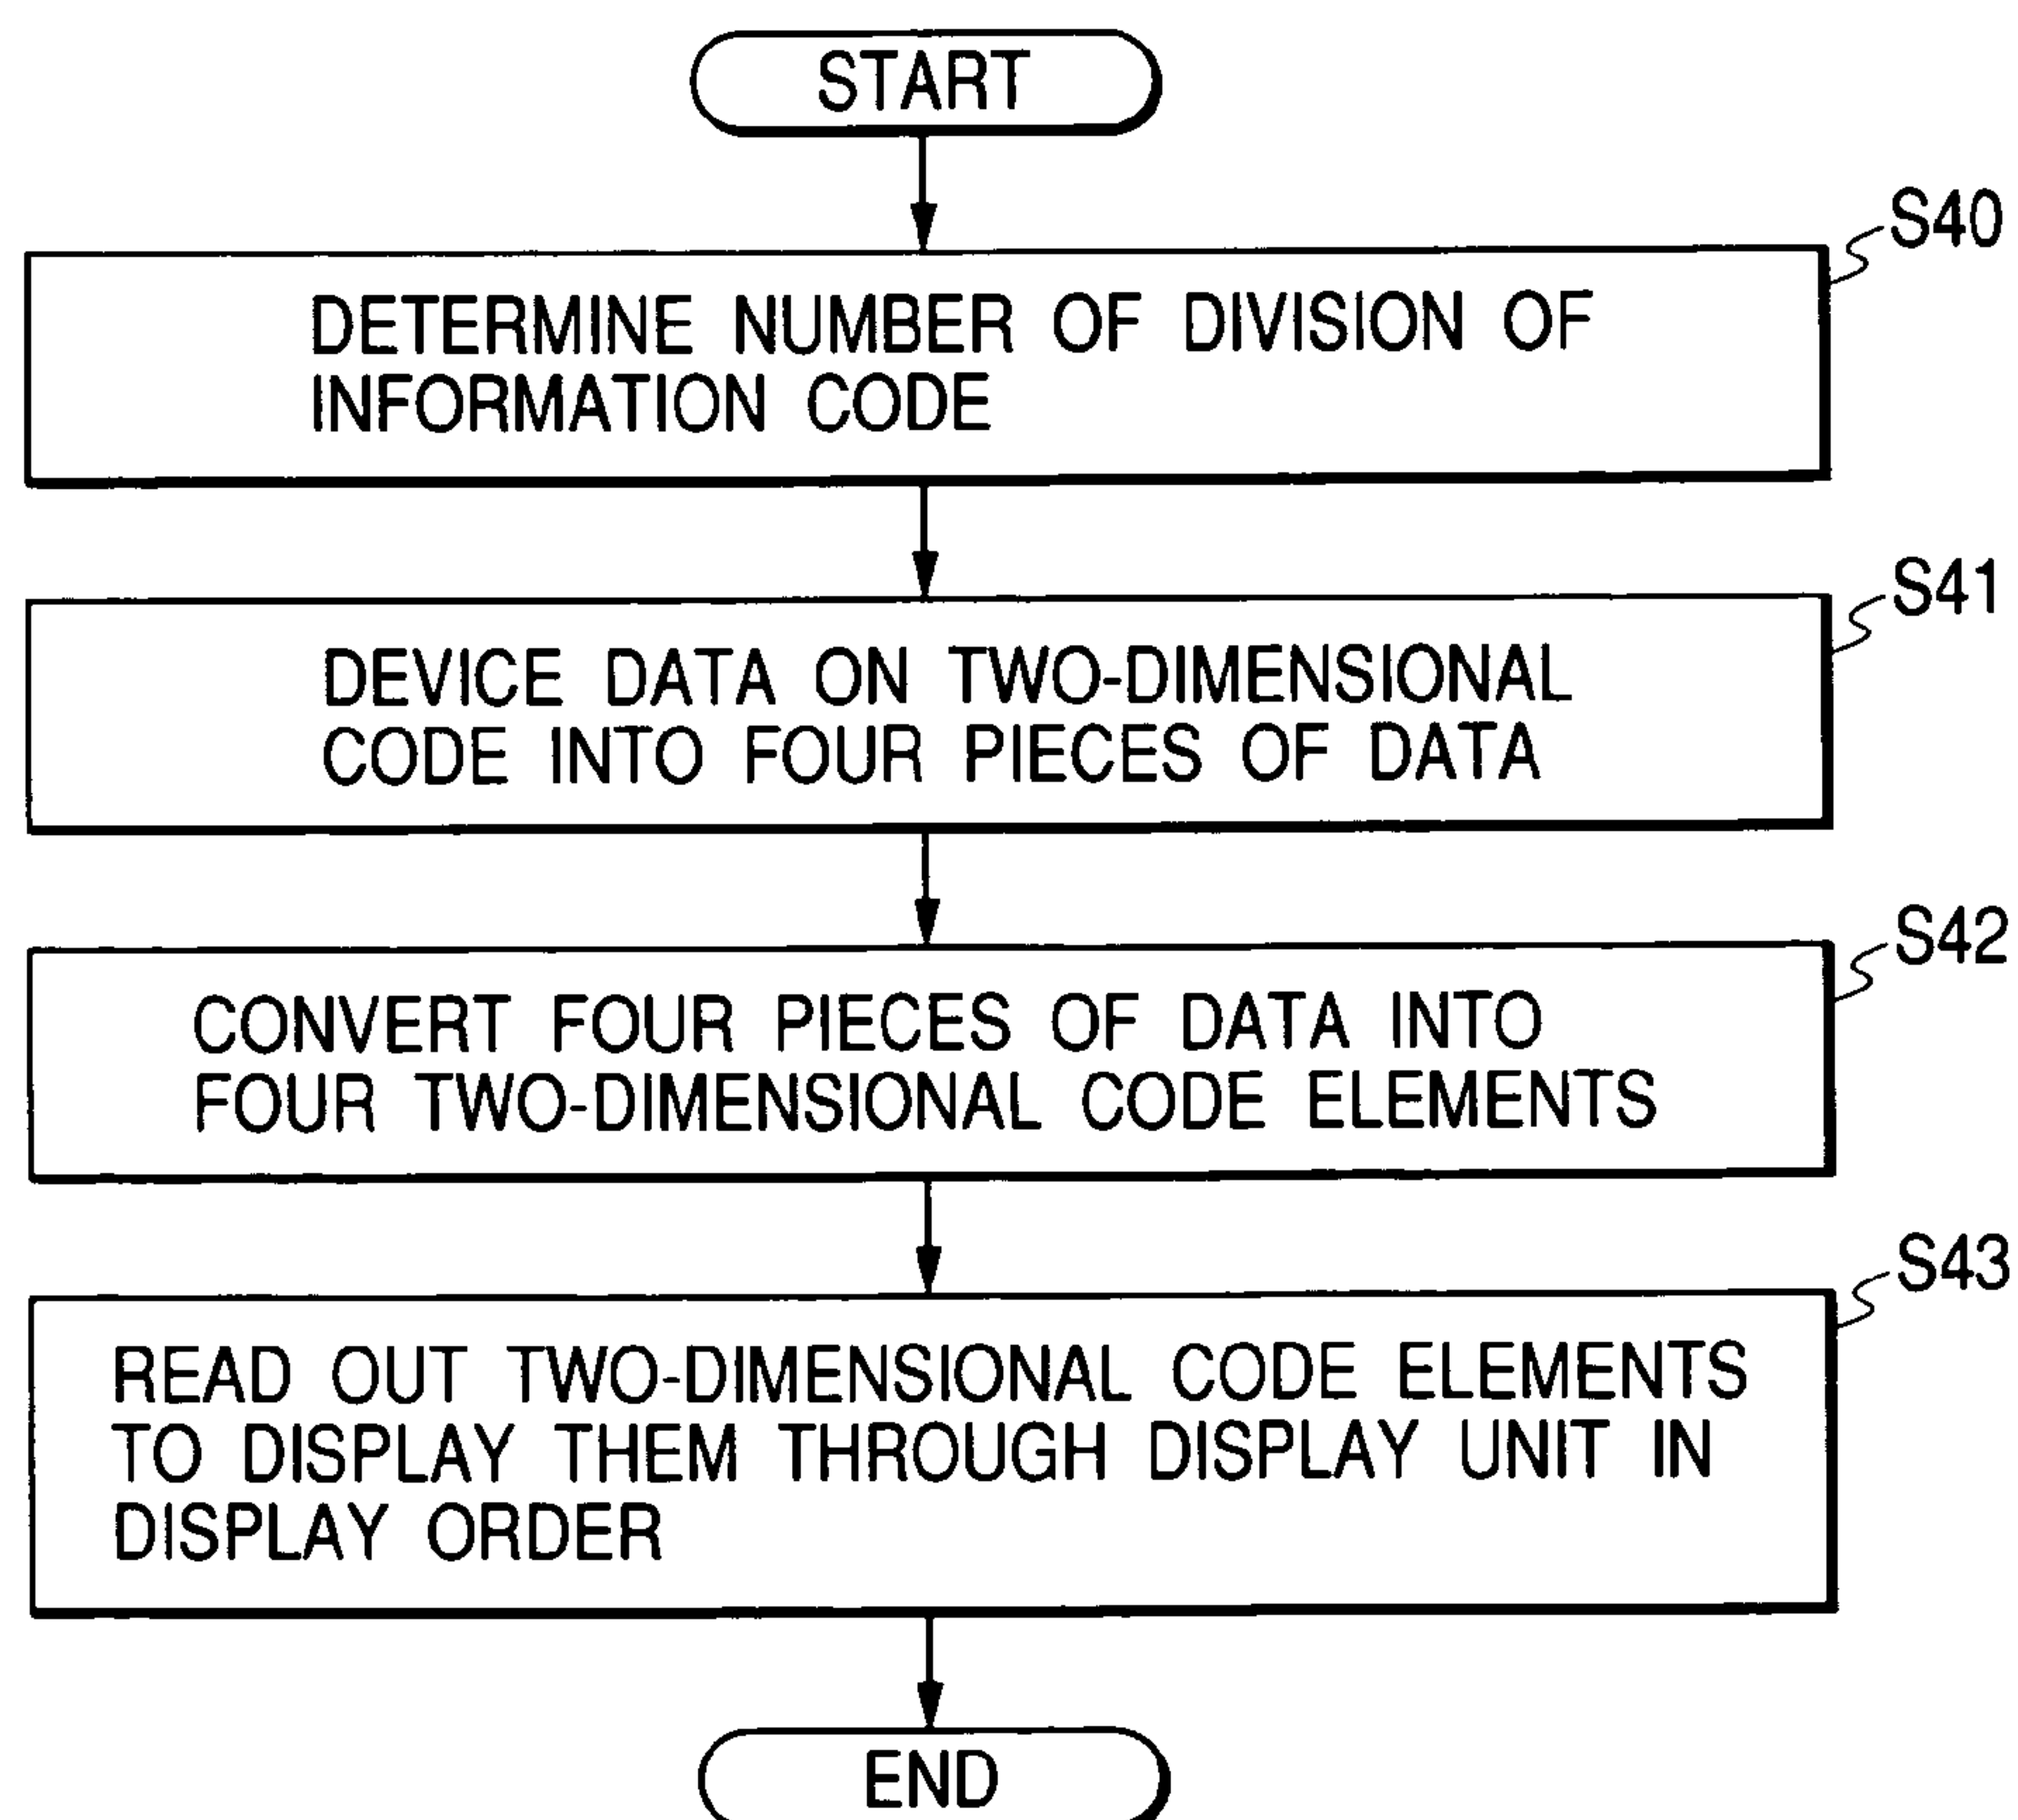 START
S40
DETERMINE NUMBER OF DIVISION OF
INFORMATION CODE
S41
DEVICE DATA ON TWO-DIMENSIONAL
CODE INTO FOUR PIECES OF DATA
S42
CONVERT FOUR PIECES OF DATA INTO
FOUR TWO-DIMENSIONAL CODE ELEMENTS
S43
READ OUT TWO-DIMENSIONAL CODE ELEMENTS
TO DISPLAY THEM THROUGH DISPLAY UNIT IN
DISPLAY ORDER
END